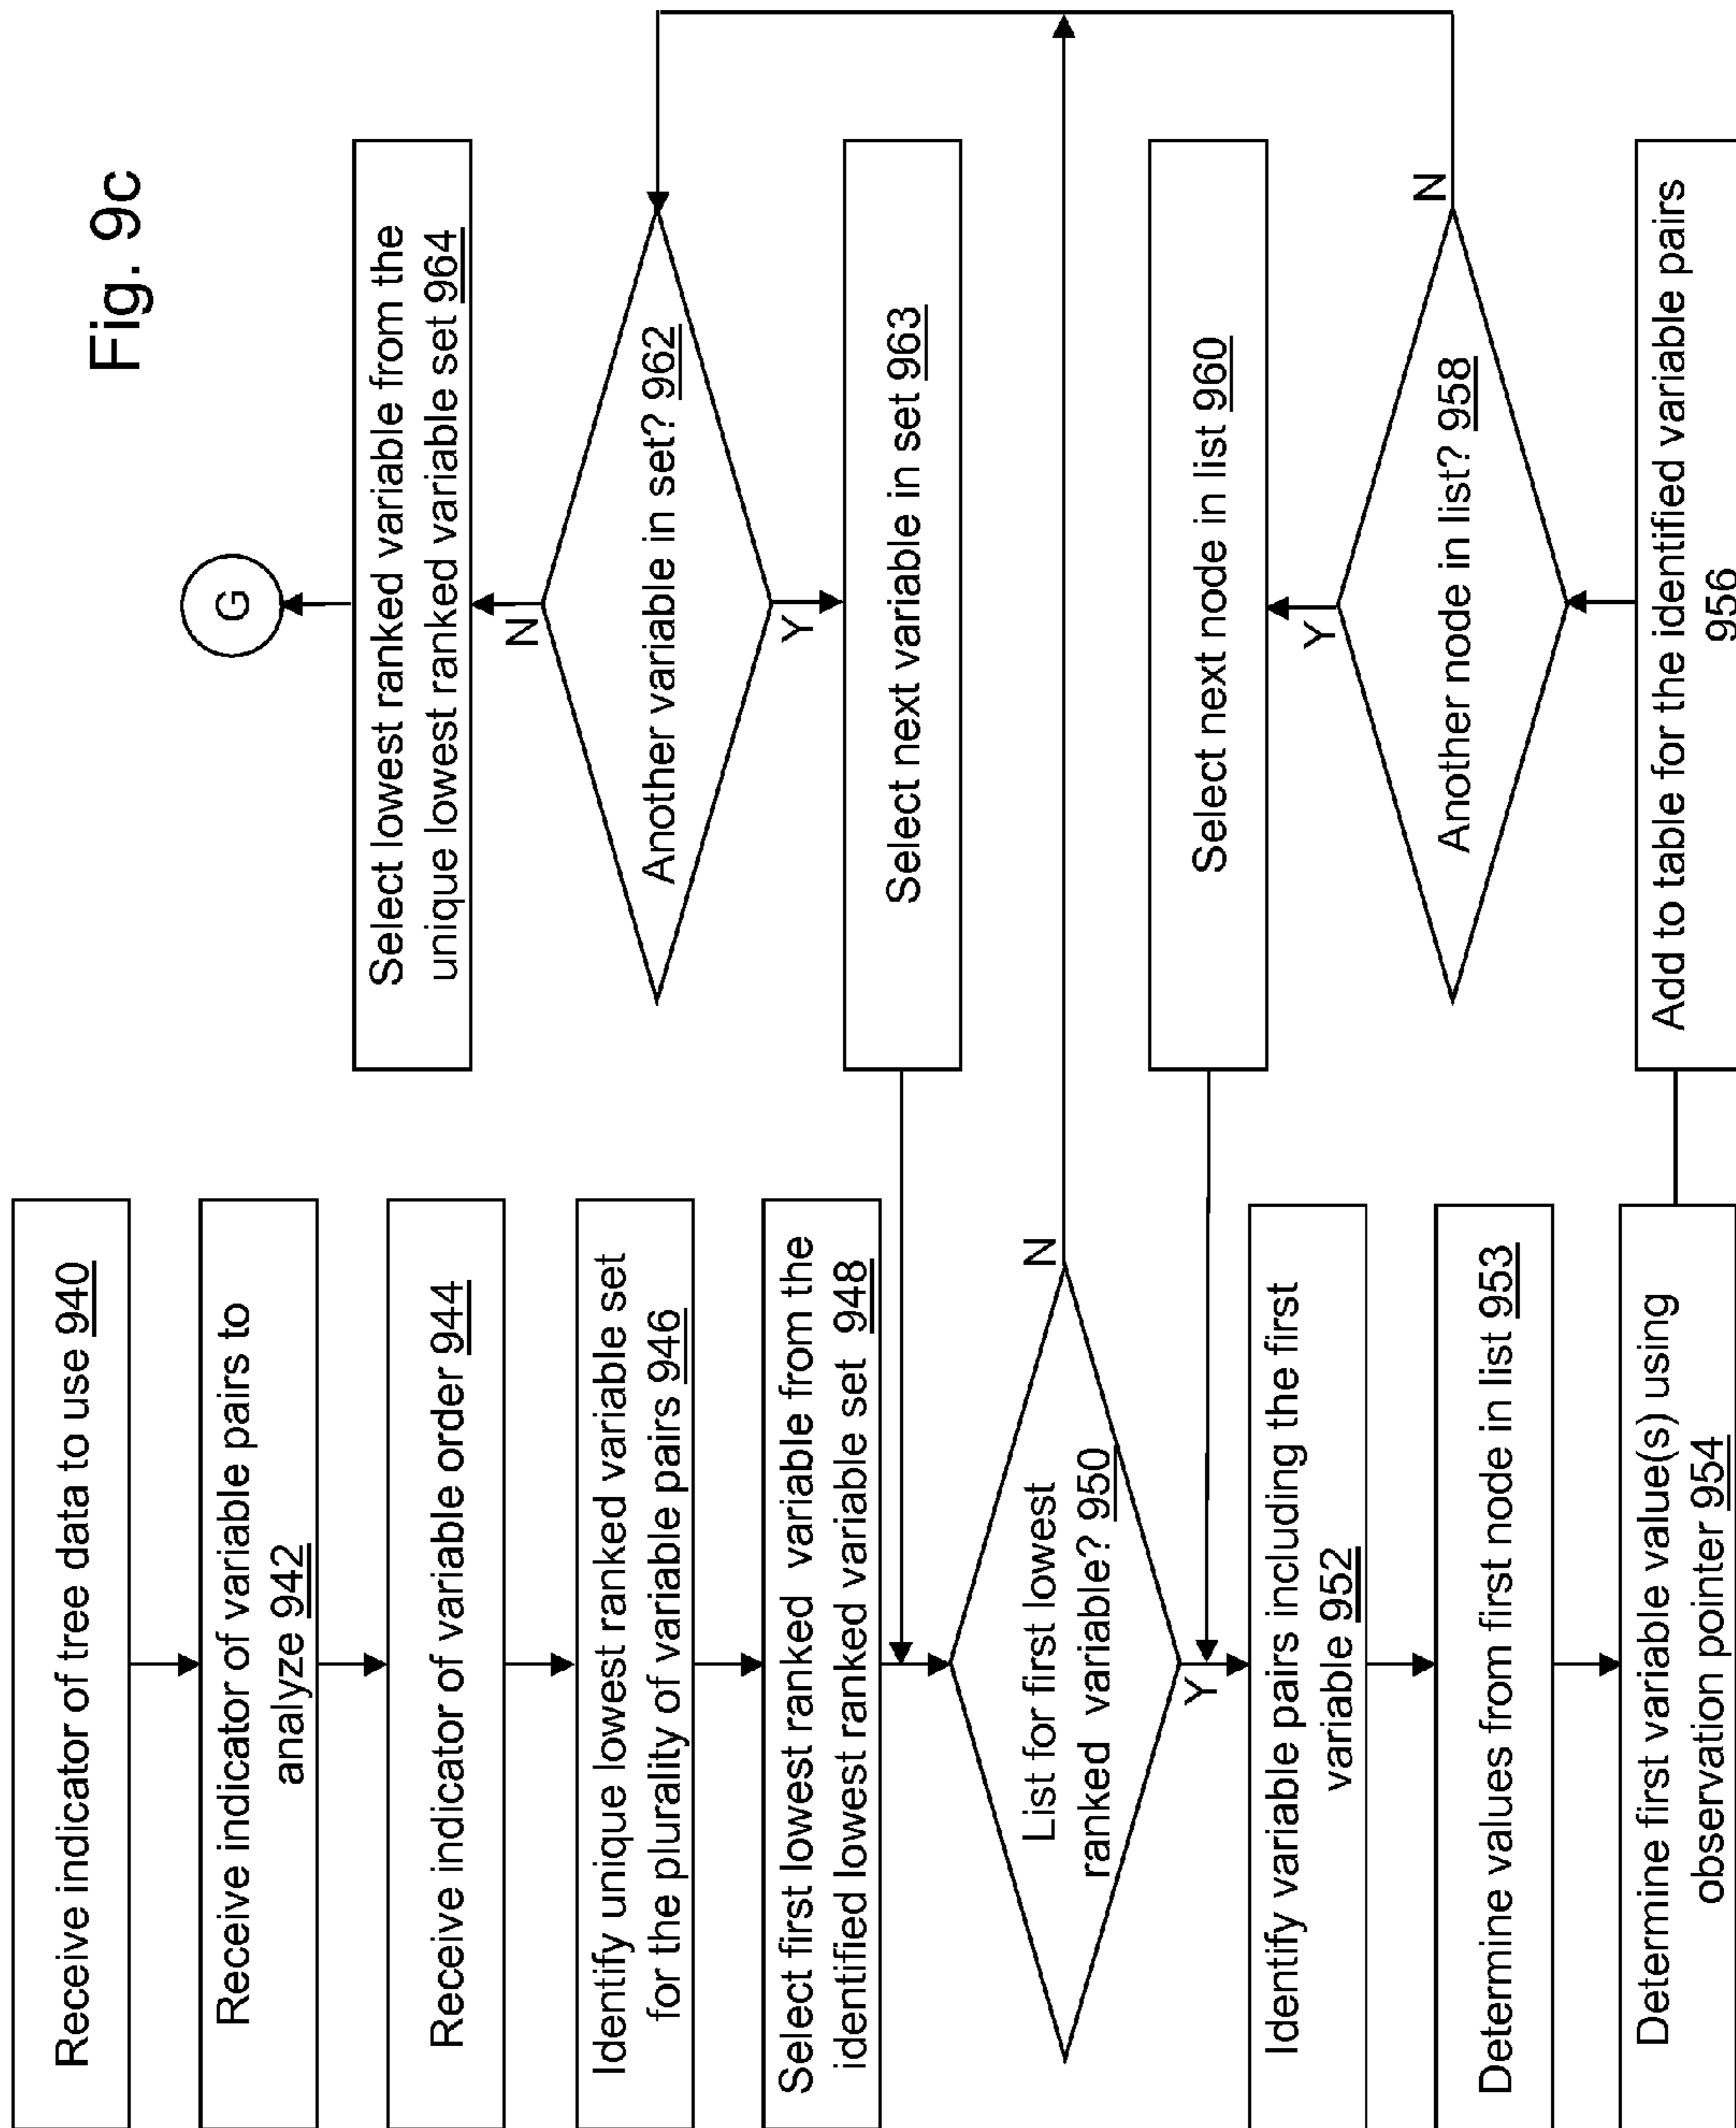 Fig. 9c
Receive indicator of tree data to use 940
Receive indicator of variable pairs to
analyze 942
Receive indicator of variable order 944
Identify unique lowest ranked variable set
for the plurality of variable pairs 946
Select first lowest ranked variable from the
identified lowest ranked variable set 948
List for first lowest
ranked variable? 950
N
Y
Identify variable pairs including the first
variable 952
Determine values from first node in list 953
Determine first variable value(s) using
observation pointer 954
Add to table for the identified variable pairs
956
Another node in list? 958
N
Y
Select next node in list 960
Another variable in set? 962
Y
N
Select next variable in set 963
Select lowest ranked variable from the
unique lowest ranked variable set 964
G